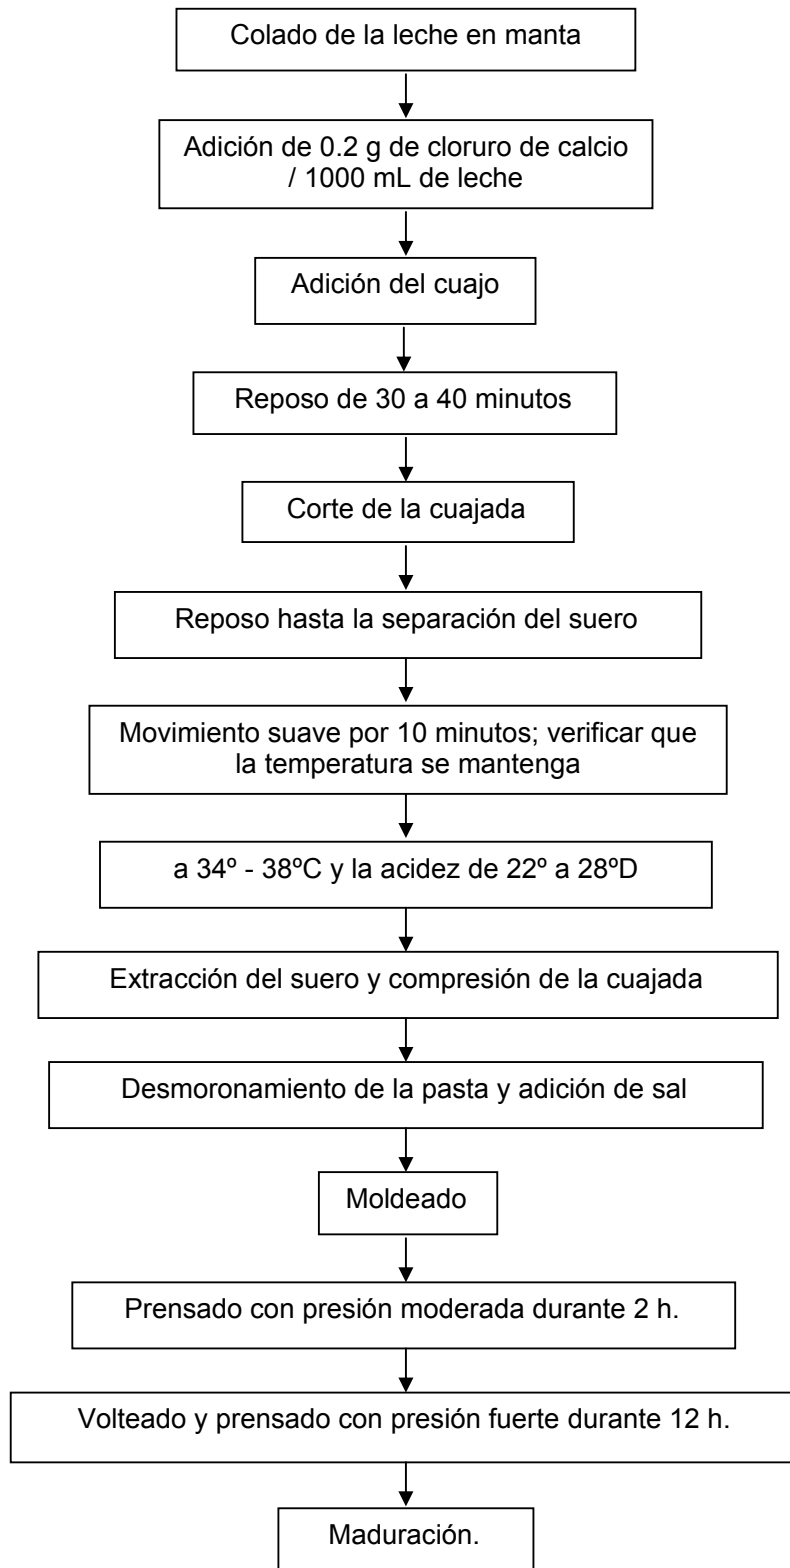 Colado de la leche en manta
Adición de 0.2 g de cloruro de calcio
/ 1000 mL de leche
Adición del cuajo
Reposo de 30 a 40 minutos
Corte de la cuajada
Reposo hasta la separación del suero
Movimiento suave por 10 minutos; verificar que
la temperatura se mantenga
a 34º - 38ºC y la acidez de 22º a 28ºD
Extracción del suero y compresión de la cuajada
Desmoronamiento de la pasta y adición de sal
Moldeado
Prensado con presión moderada durante 2 h.
Volteado y prensado con presión fuerte durante 12 h.
Maduración.